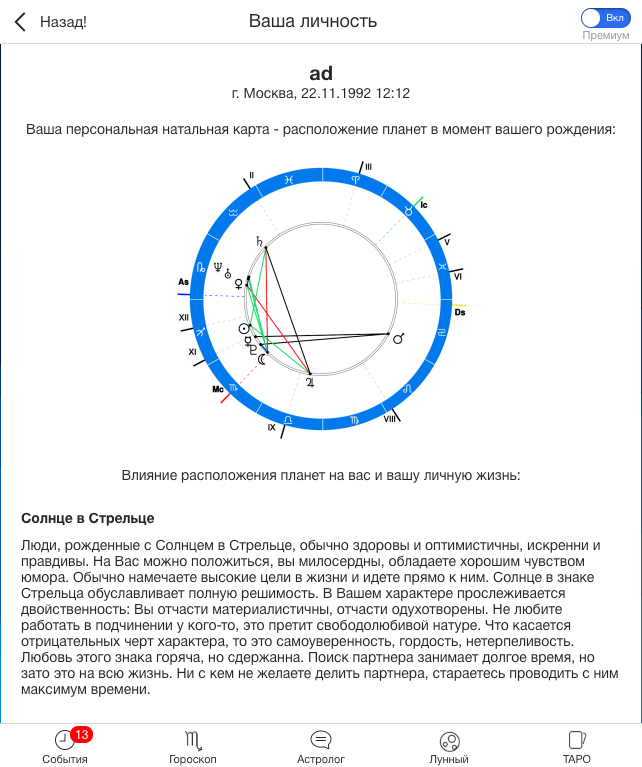 Назад!
Ваша личность
Вкл
Премиум
ad
г. Москва, 22.11.1992 12:12
Ваша персональная натальная карта - расположение планет в момент вашего рождения:
III
II
Ic
V
VI
As
Ds
XII
XI
Mc
IX
VIII
Влияние расположения планет на вас и вашу личную жизнь:
Солнце в Стрельце
Люди, рожденные с Солнцем в Стрельце, обычно здоровы и оптимистичны, искренни и
правдивы. На Вас можно положиться, вы милосердны, обладаете хорошим чувством
юмора. Обычно намечаете высокие цели в жизни и идете прямо к ним. Солнце в знаке
Стрельца обуславливает полную решимость. В Вашем характере прослеживается
двойственность: Вы отчасти материалистичны, отчасти одухотворены. Не любите
работать в подчинении у кого-то, это претит свободолюбивой натуре. Что касается
отрицательных черт характера, то это самоуверенность, гордость, нетерпеливость.
Любовь этого знака горяча, но сдержанна. Поиск партнера занимает долгое время, но
зато это на всю жизнь. Ни с кем не желаете делить партнера, стараетесь проводить с ним
максимум времени.
13
События
Гороскоп
Астролог
Лунный
ТАРО